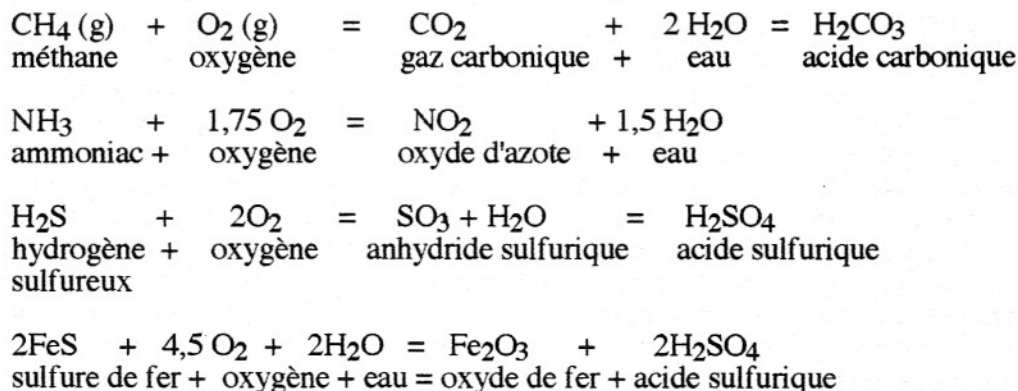 CH4 (g) + O2 (g) = CO2 + 2 H2O = H2CO3
méthane oxygène gaz carbonique + eau acide carbonique
NH3 + 1,75 O2 = NO2 + 1,5 H2O
ammoniac + oxygène oxyde d'azote + eau
H2S + 2O2 = SO3 + H2O = H2SO4
hydrogène + oxygène anhydride sulfurique acide sulfurique
sulfureux
2FeS + 4,5 O2 + 2H2O = Fe2O3 + 2H2SO4
sulfure de fer + oxygène + eau = oxyde de fer + acide sulfurique